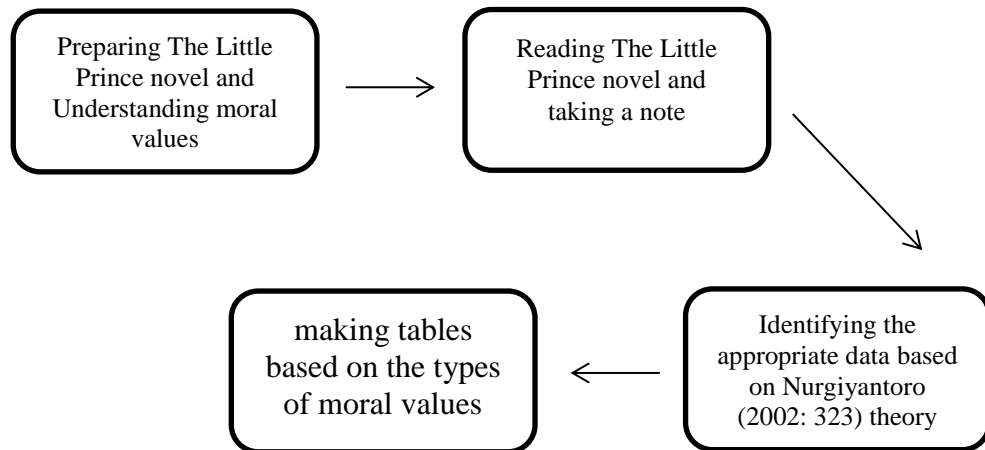 Preparing The Little
Prince novel and
Understanding moral
values
Reading The Little
Prince novel and
taking a note
Identifying the
appropriate data based
on Nurgiyantoro
(2002: 323) theory
making tables
based on the types
of moral values